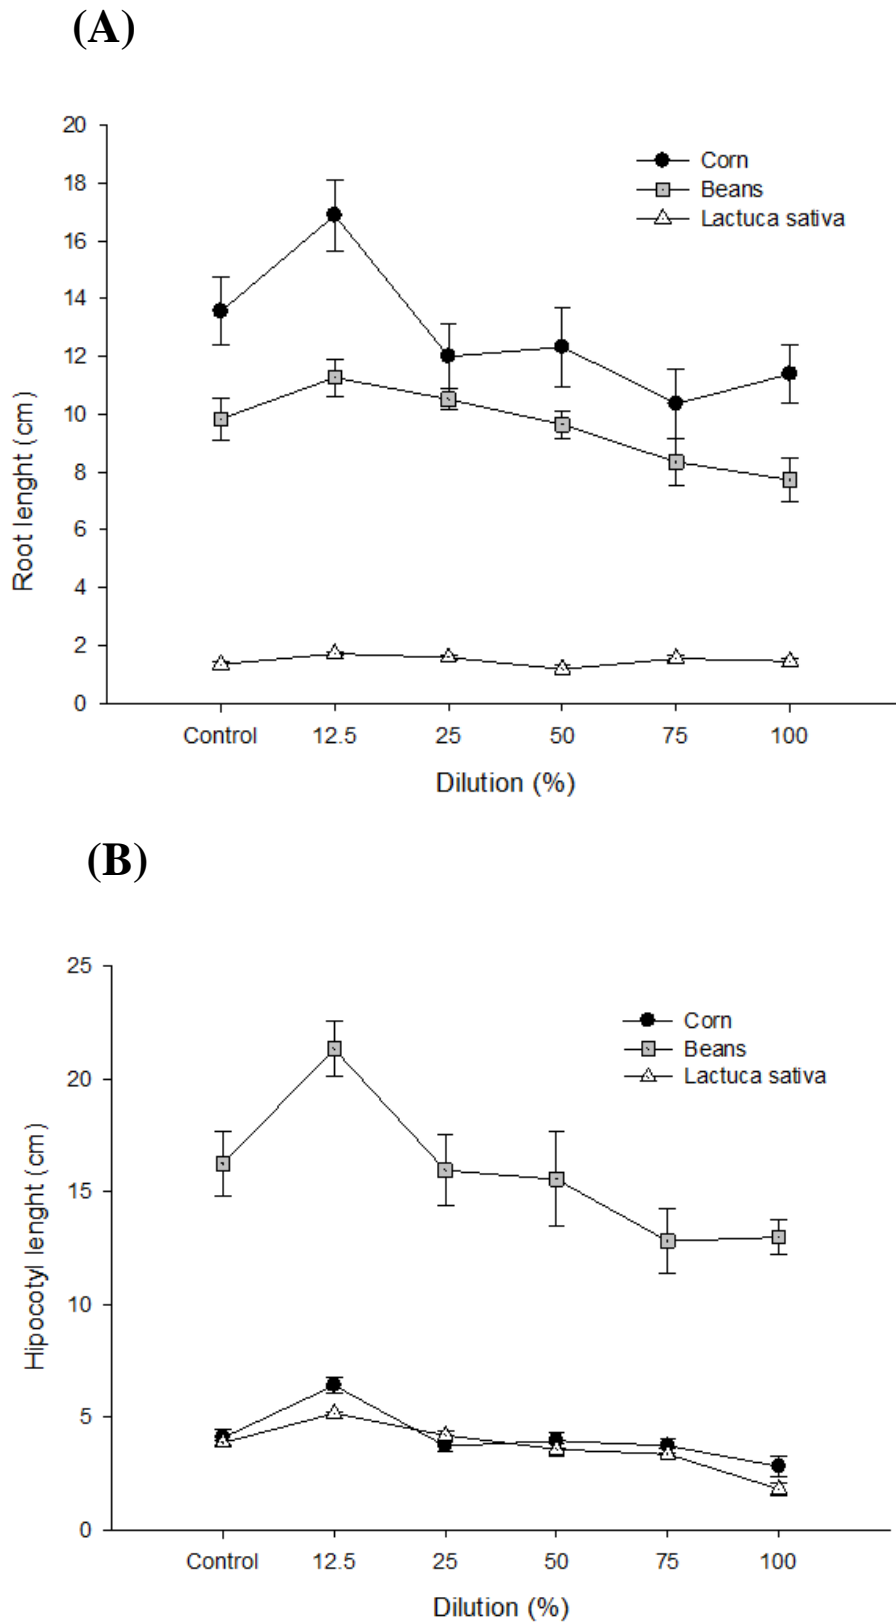 (A)
20
18
16
14
12
10
8
6
4
2
0
Root lenght (cm)
Corn
Beans
Lactuca sativa
Control 12.5 25 50 75 100
Dilution (%)
(B)
25
20
15
10
5
0
Hipocotyl lenght (cm)
Corn
Beans
Lactuca sativa
Control 12.5 25 50 75 100
Dilution (%)